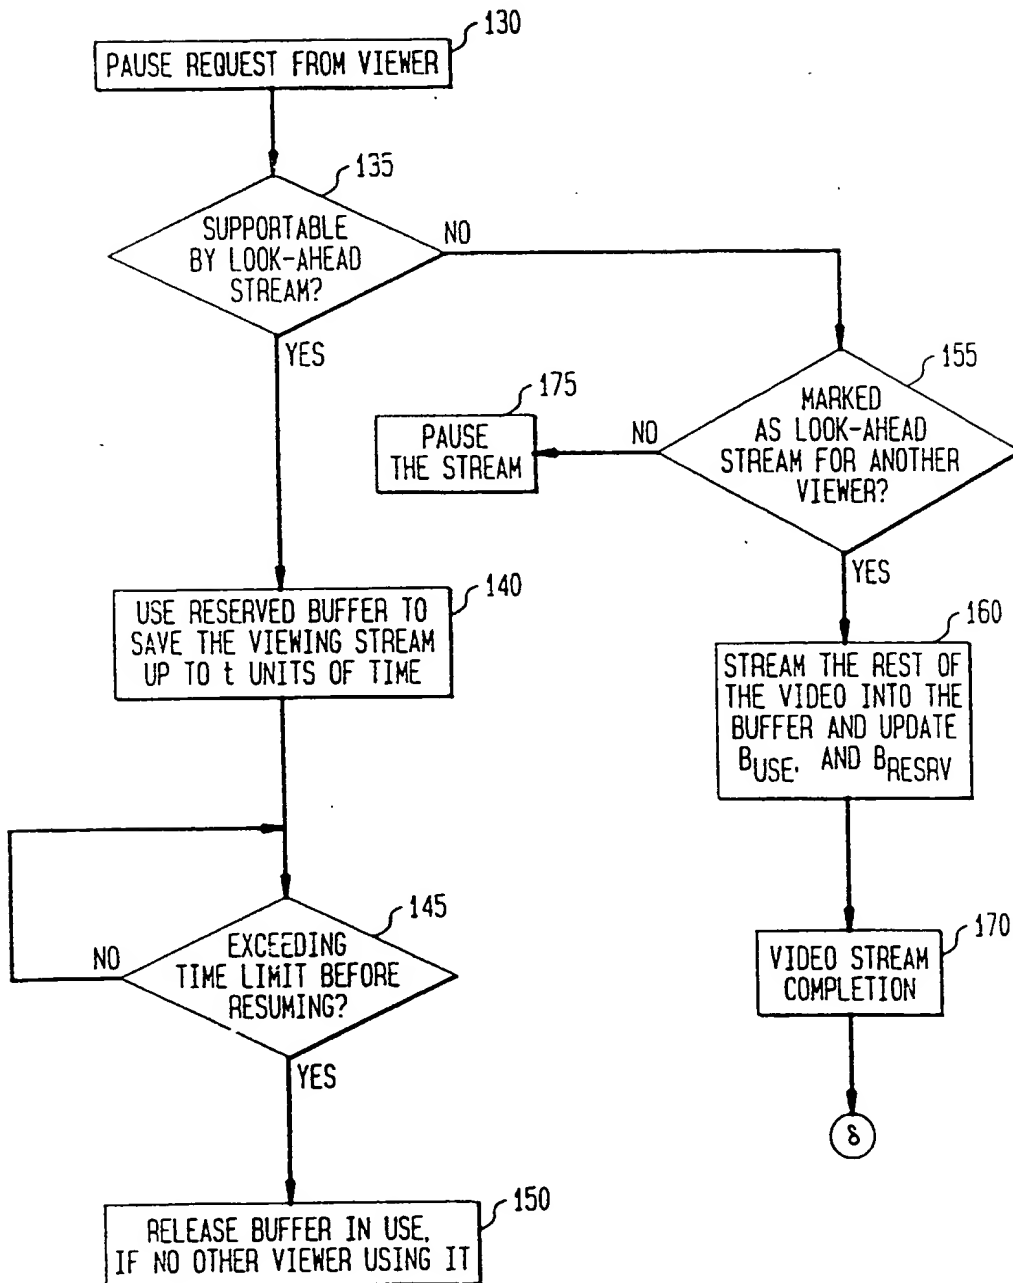 130
PAUSE REQUEST FROM VIEWER
135
SUPPORTABLE
BY LOOK-AHEAD
STREAM?
NO
YES
155
MARKED
AS LOOK-AHEAD
STREAM FOR ANOTHER
VIEWER?
NO
YES
175
PAUSE
THE STREAM
140
USE RESERVED BUFFER TO
SAVE THE VIEWING STREAM
UP TO t UNITS OF TIME
160
STREAM THE REST OF
THE VIDEO INTO THE
BUFFER AND UPDATE
BUSE. AND BRESRV
145
EXCEEDING
TIME LIMIT BEFORE
RESUMING?
NO
YES
170
VIDEO STREAM
COMPLETION
δ
150
RELEASE BUFFER IN USE,
IF NO OTHER VIEWER USING IT